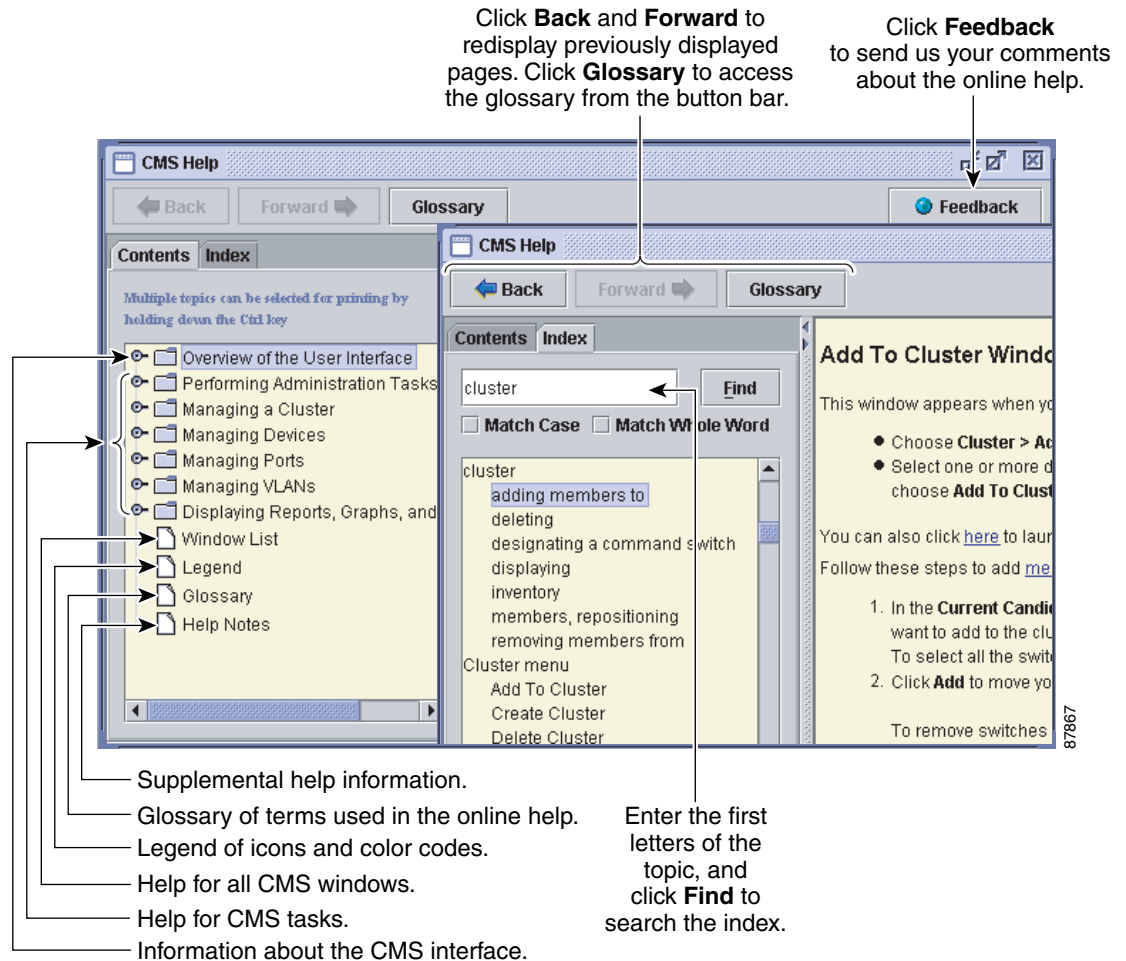 Click Back and Forward to
redisplay previously displayed
pages. Click Glossary to access
the glossary from the button bar.
Click Feedback
to send us your comments
about the online help.
CMS Help
Back
Forward
Glossary
Feedback
Contents
Index
Multiple topics can be selected for printing by
holding down the Ctrl key
Overview of the User Interface
Performing Administration Tasks
Managing a Cluster
Managing Devices
Managing Ports
Managing VLANs
Displaying Reports, Graphs, and
Window List
Legend
Glossary
Help Notes
CMS Help
Back
Forward
Glossary
Contents
Index
cluster
Find
Match Case
Match Whole Word
cluster
adding members to
deleting
designating a command switch
displaying
inventory
members, repositioning
removing members from
Cluster menu
Add To Cluster
Create Cluster
Delete Cluster
Add To Cluster Windo
This window appears when yo
Choose Cluster > Ad
Select one or more d
choose Add To Clust
You can also click here to laun
Follow these steps to add me
1. In the Current Candid
want to add to the clu
To select all the swit
2. Click Add to move yo
To remove switches
87867
Supplemental help information.
Glossary of terms used in the online help.
Legend of icons and color codes.
Help for all CMS windows.
Help for CMS tasks.
Information about the CMS interface.
Enter the first
letters of the
topic, and
click Find to
search the index.